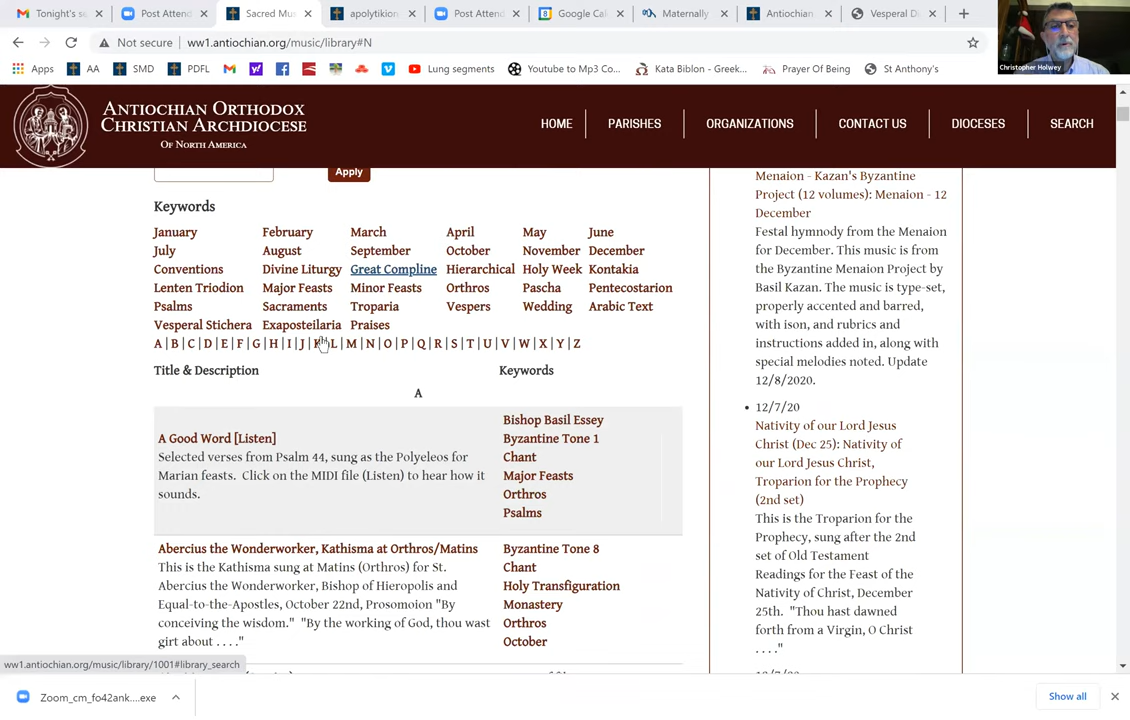 Tonight's se
Post Attend
Sacred Mus
apolytikion
Post Attend
Google Cal
Maternally
Antiochian
Vesperal Di
Not secure
ww1.antiochian.org/music/library#N
Apps
AA
SMD
PDFL
Lung segments
Youtube to Mp3 Co...
Kata Biblon - Greek...
Prayer Of Being
St Anthony's
Christopher Holwey
ANTIOCHIAN ORTHODOX
CHRISTIAN ARCHDIOCESE
OF NORTH AMERICA
HOME
PARISHES
ORGANIZATIONS
CONTACT US
DIOCESES
SEARCH
Apply
Keywords
January February March April May June
July August September October November December
Conventions Divine Liturgy Great Compline Hierarchical Holy Week Kontakia
Lenten Triodion Major Feasts Minor Feasts Orthros Pascha Pentecostarion
Psalms Sacraments Troparia Vespers Wedding Arabic Text
Vesperal Stichera Exaposteilaria Praises
A | B | C | D | E | F | G | H | I | J | K | L | M | N | O | P | Q | R | S | T | U | V | W | X | Y | Z
Title & Description Keywords
A
A Good Word [Listen]
Selected verses from Psalm 44, sung as the Polyeleos for
Marian feasts. Click on the MIDI file (Listen) to hear how it
sounds.
Bishop Basil Essey
Byzantine Tone 1
Chant
Major Feasts
Orthros
Psalms
Abercius the Wonderworker, Kathisma at Orthros/Matins
This is the Kathisma sung at Matins (Orthros) for St.
Abercius the Wonderworker, Bishop of Hieropolis and
Equal-to-the-Apostles, October 22nd, Prosomoion "By
conceiving the wisdom." "By the working of God, thou wast
girt about . . . ."
Byzantine Tone 8
Chant
Holy Transfiguration
Monastery
Orthros
October
Menaion - Kazan's Byzantine
Project (12 volumes): Menaion - 12
December
Festal hymnody from the Menaion
for December. This music is from
the Byzantine Menaion Project by
Basil Kazan. The music is type-set,
properly accented and barred,
with ison, and rubrics and
instructions added in, along with
special melodies noted. Update
12/8/2020.
12/7/20
Nativity of our Lord Jesus
Christ (Dec 25): Nativity of
our Lord Jesus Christ,
Troparion for the Prophecy
(2nd set)
This is the Troparion for the
Prophecy, sung after the 2nd
set of Old Testament
Readings for the Feast of the
Nativity of Christ, December
25th. "Thou hast dawned
forth from a Virgin, O Christ
. . . ."
ww1.antiochian.org/music/library/1001#library_search
Zoom_cm_fo42ank....exe
Show all